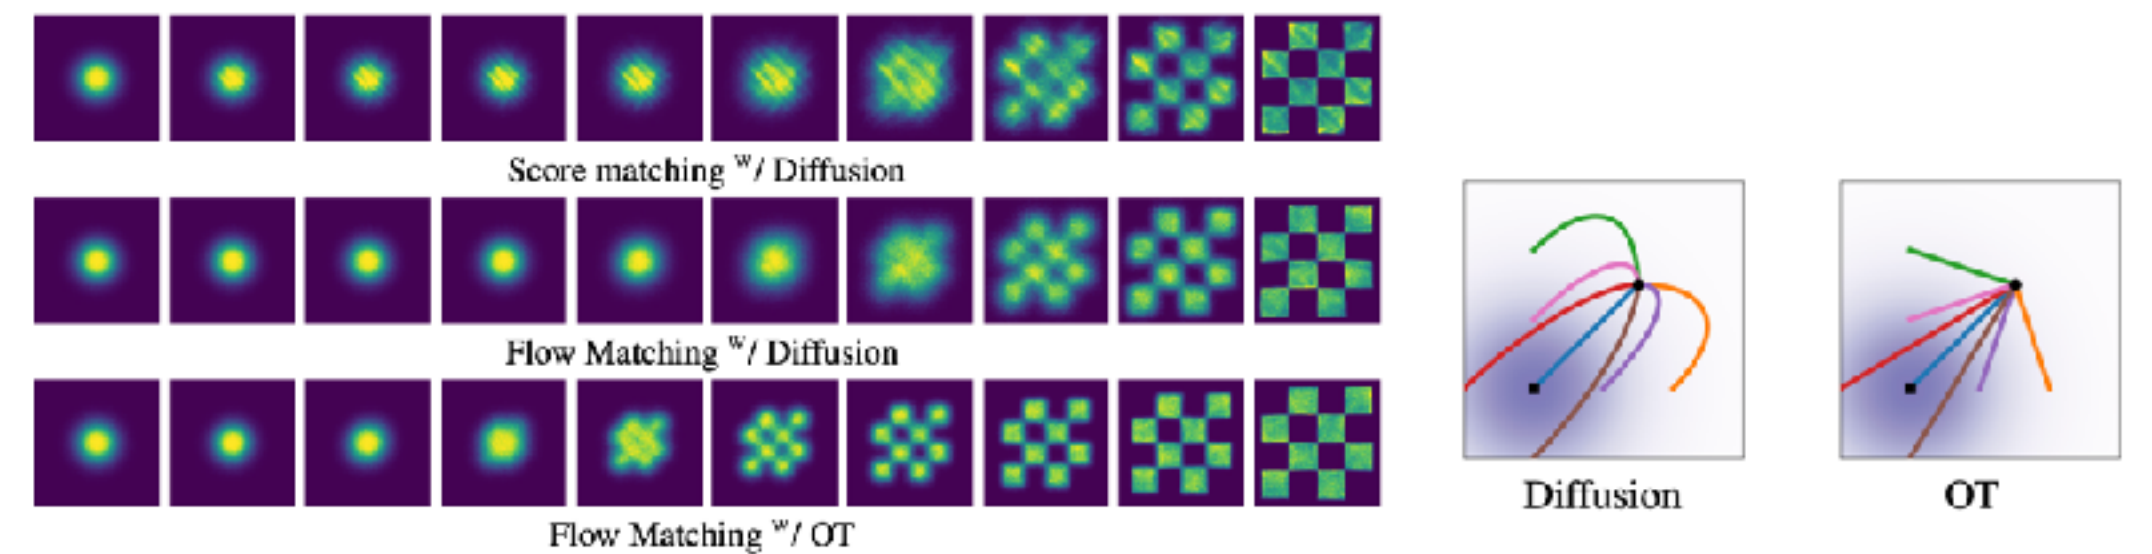 Score matching w/ Diffusion
Flow Matching w/ Diffusion
Flow Matching w/ OT
Diffusion
OT